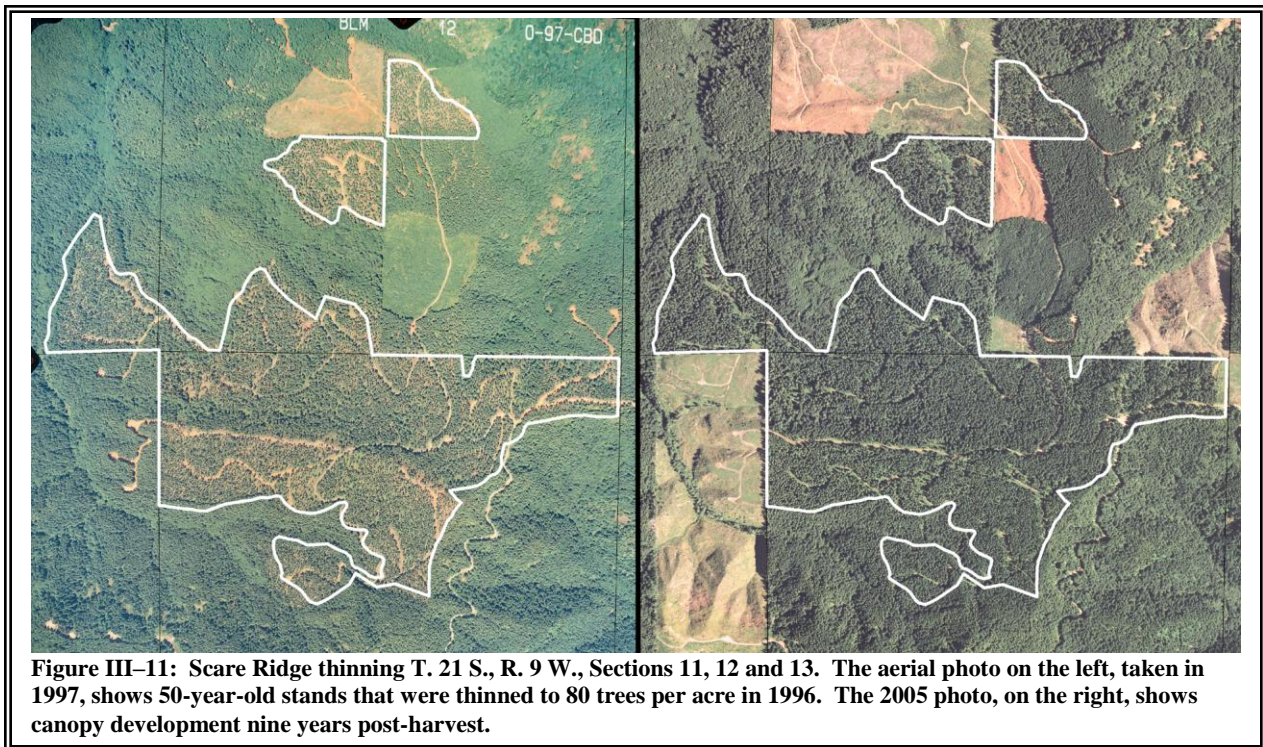 BLM 12 O-97-CBD
Figure III–11: Scare Ridge thinning T. 21 S., R. 9 W., Sections 11, 12 and 13. The aerial photo on the left, taken in
1997, shows 50-year-old stands that were thinned to 80 trees per acre in 1996. The 2005 photo, on the right, shows
canopy development nine years post-harvest.